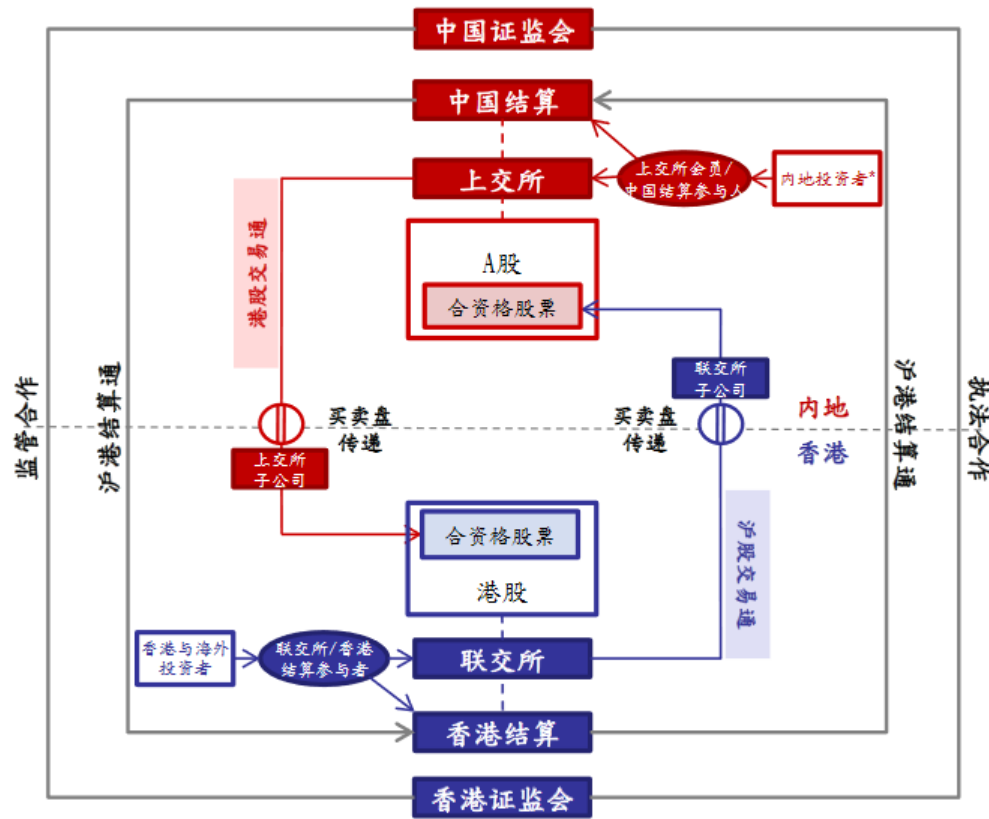 中国证监会
中国结算
上交所
上交所会员/
中国结算参与人
内地投资者*
港股交易通
A股
合资格股票
联交所
子公司
监管合作
沪港结算通
买卖盘
传递
买卖盘
传递
内地
香港
沪港结算通
执法合作
上交所
子公司
合资格股票
港股
沪股交易通
香港与海外
投资者
联交所/香港
结算参与者
联交所
香港结算
香港证监会